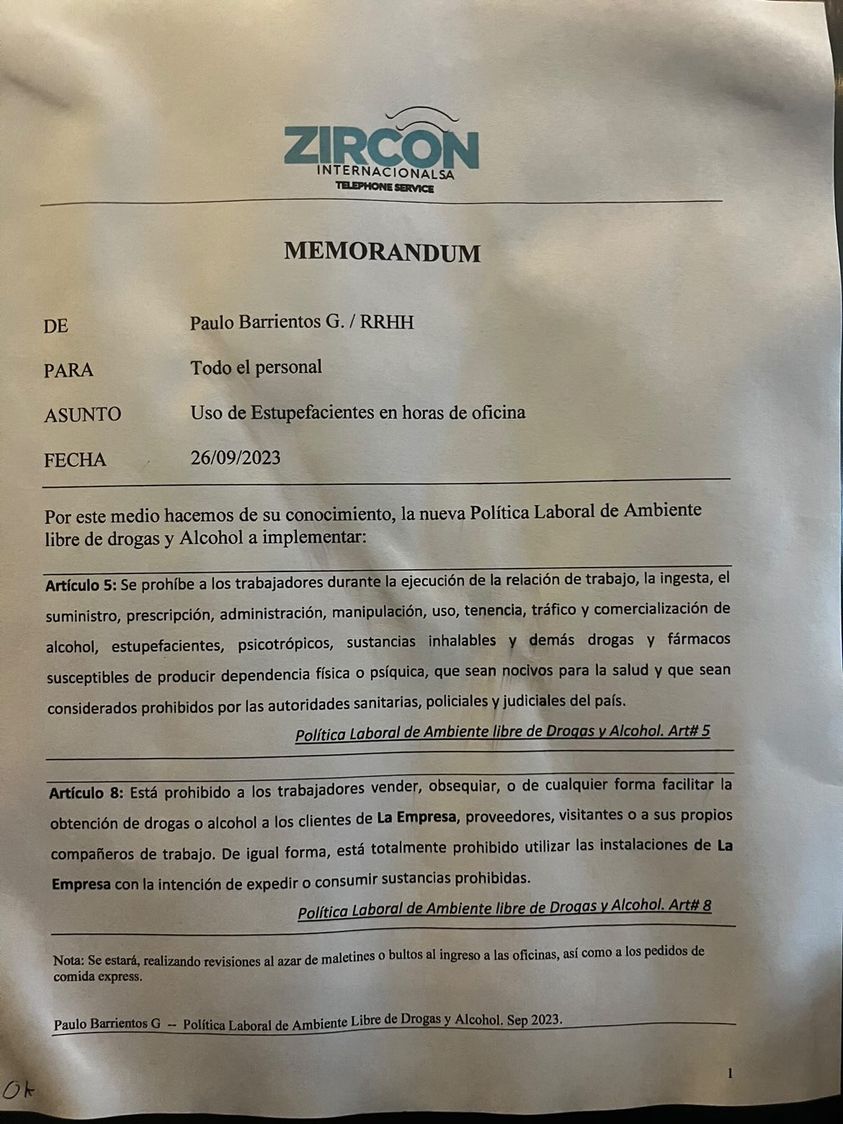 ZIRCON
INTERNACIONAL SA
TELEPHONE SERVICE
MEMORANDUM
DE Paulo Barrientos G. / RRHH
PARA Todo el personal
ASUNTO Uso de Estupefacientes en horas de oficina
FECHA 26/09/2023
Por este medio hacemos de su conocimiento, la nueva Política Laboral de Ambiente
libre de drogas y Alcohol a implementar:
Artículo 5: Se prohíbe a los trabajadores durante la ejecución de la relación de trabajo, la ingesta, el
suministro, prescripción, administración, manipulación, uso, tenencia, tráfico y comercialización de
alcohol, estupefacientes, psicotrópicos, sustancias inhalables y demás drogas y fármacos
susceptibles de producir dependencia física o psíquica, que sean nocivos para la salud y que sean
considerados prohibidos por las autoridades sanitarias, policiales y judiciales del país.
Política Laboral de Ambiente libre de Drogas y Alcohol. Art# 5
Artículo 8: Está prohibido a los trabajadores vender, obsequiar, o de cualquier forma facilitar la
obtención de drogas o alcohol a los clientes de La Empresa, proveedores, visitantes o a sus propios
compañeros de trabajo. De igual forma, está totalmente prohibido utilizar las instalaciones de La
Empresa con la intención de expedir o consumir sustancias prohibidas.
Política Laboral de Ambiente libre de Drogas y Alcohol. Art# 8
Nota: Se estará, realizando revisiones al azar de maletines o bultos al ingreso a las oficinas, así como a los pedidos de
comida express.
Paulo Barrientos G -- Política Laboral de Ambiente Libre de Drogas y Alcohol. Sep 2023.
1
Ok